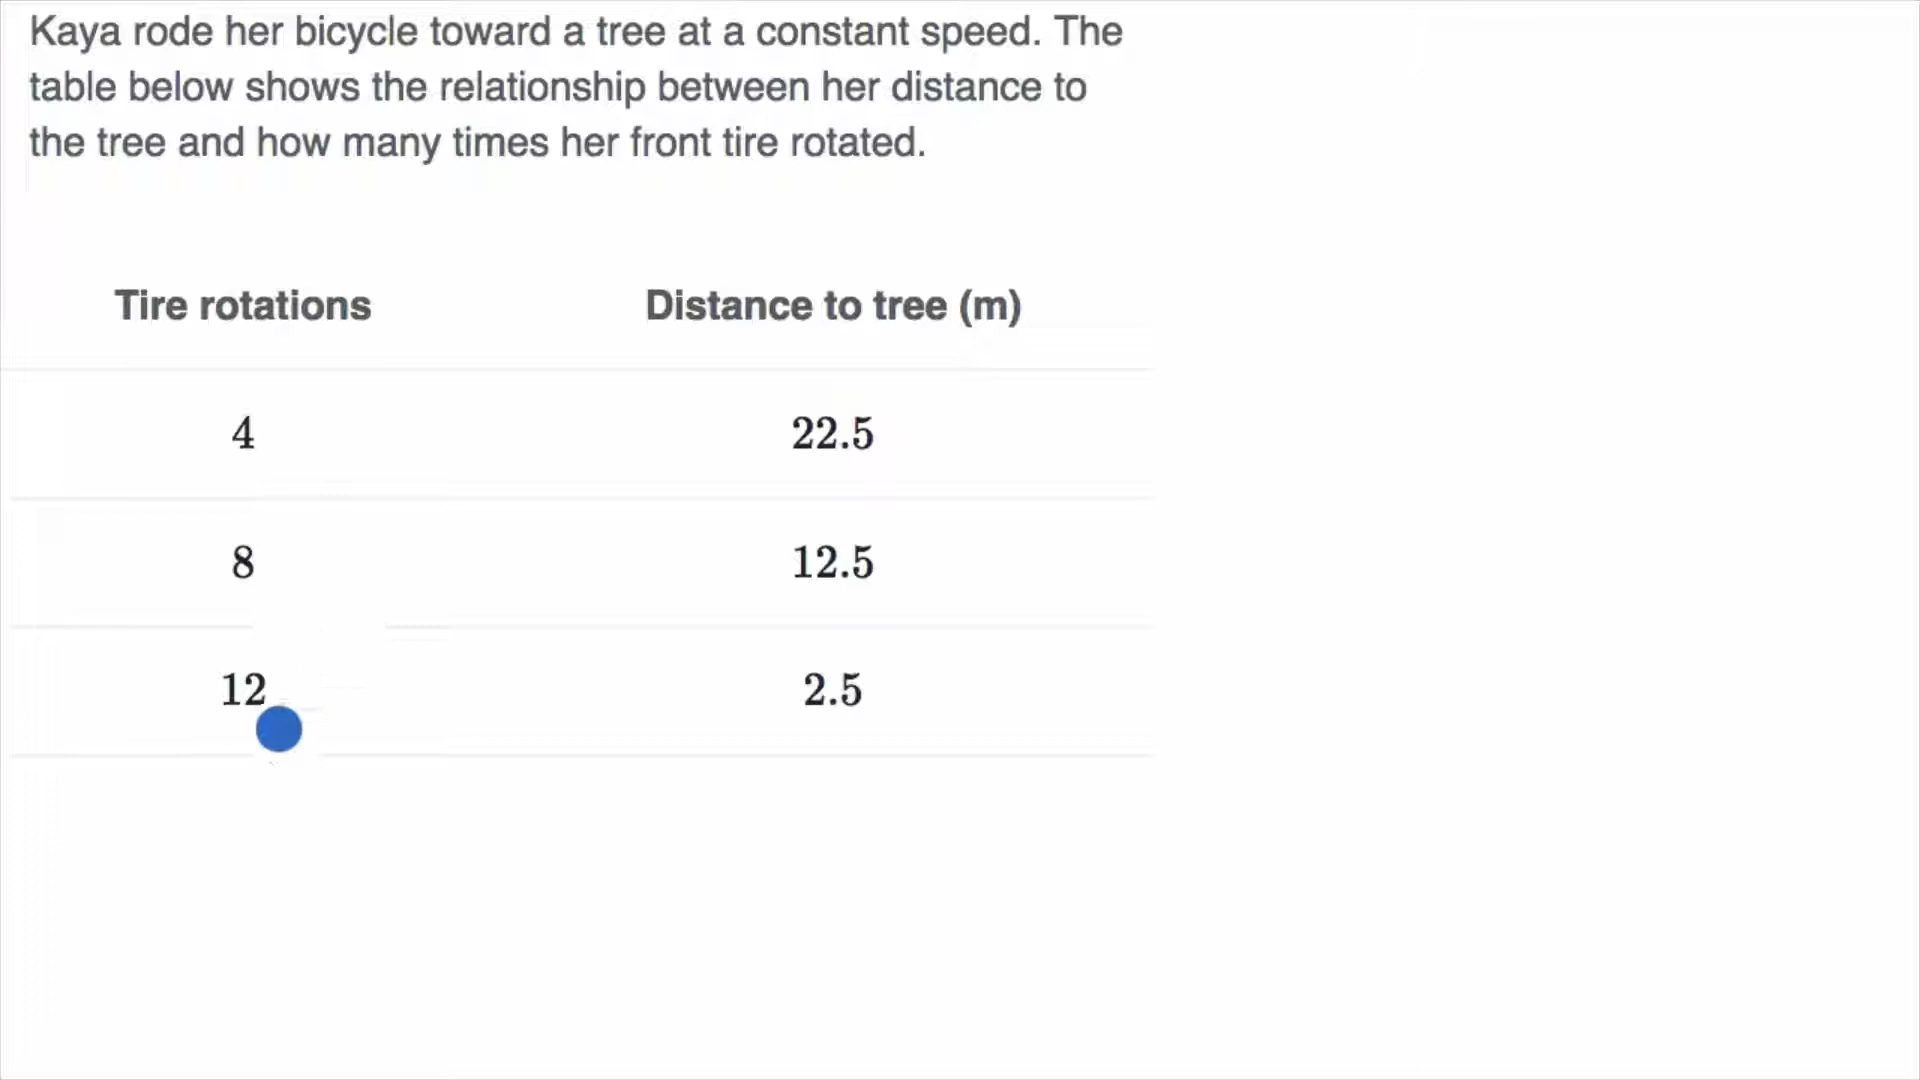 Kaya rode her bicycle toward a tree at a constant speed. The
table below shows the relationship between her distance to
the tree and how many times her front tire rotated.
Tire rotations Distance to tree (m)
4 22.5
8 12.5
12 2.5